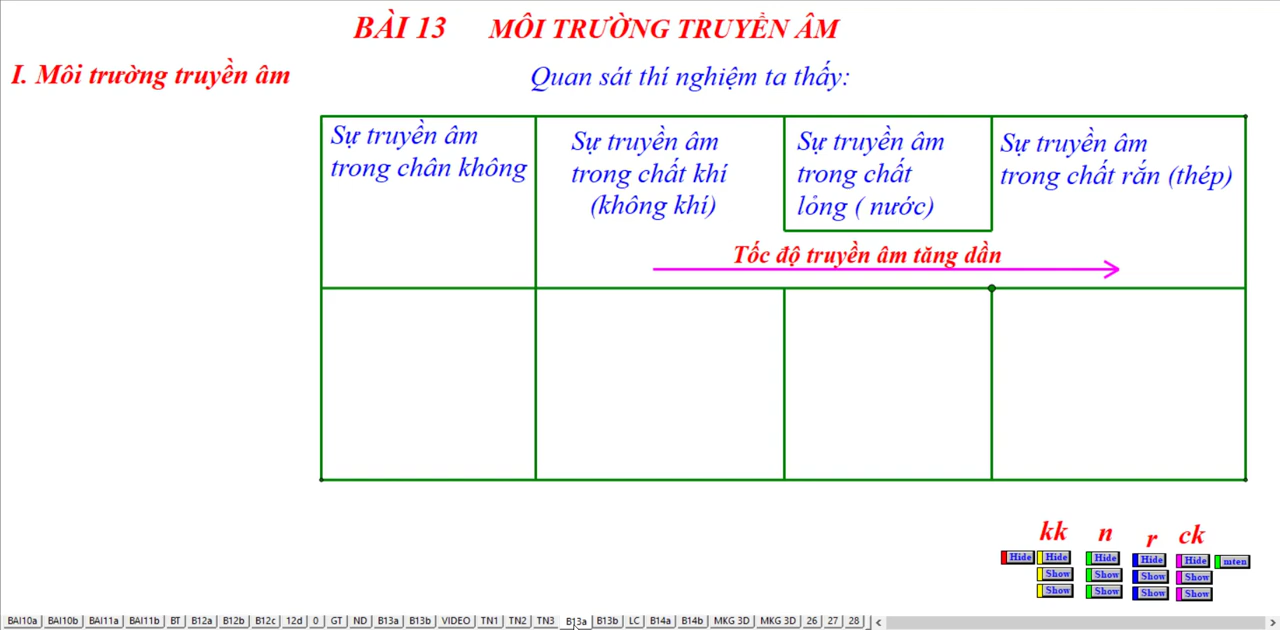 BÀI 13 MÔI TRƯỜNG TRUYỀN ÂM
I. Môi trường truyền âm
Quan sát thí nghiệm ta thấy:
Sự truyền âm
trong chân không
Sự truyền âm
trong chất khí
(không khí)
Sự truyền âm
trong chất
lỏng ( nước)
Sự truyền âm
trong chất rắn (thép)
Tốc độ truyền âm tăng dần
kk n r ck
Hide Hide Hide Hide Hide mten
Show Show Show Show
Show Show Show Show
BAI10a BAI10b BAI11a BAI11b BT B12a B12b B12c 12d 0 GT ND B13a B13b VIDEO TN1 TN2 TN3 B13a B13b LC B14a B14b MKG 3D MKG 3D 26 27 28